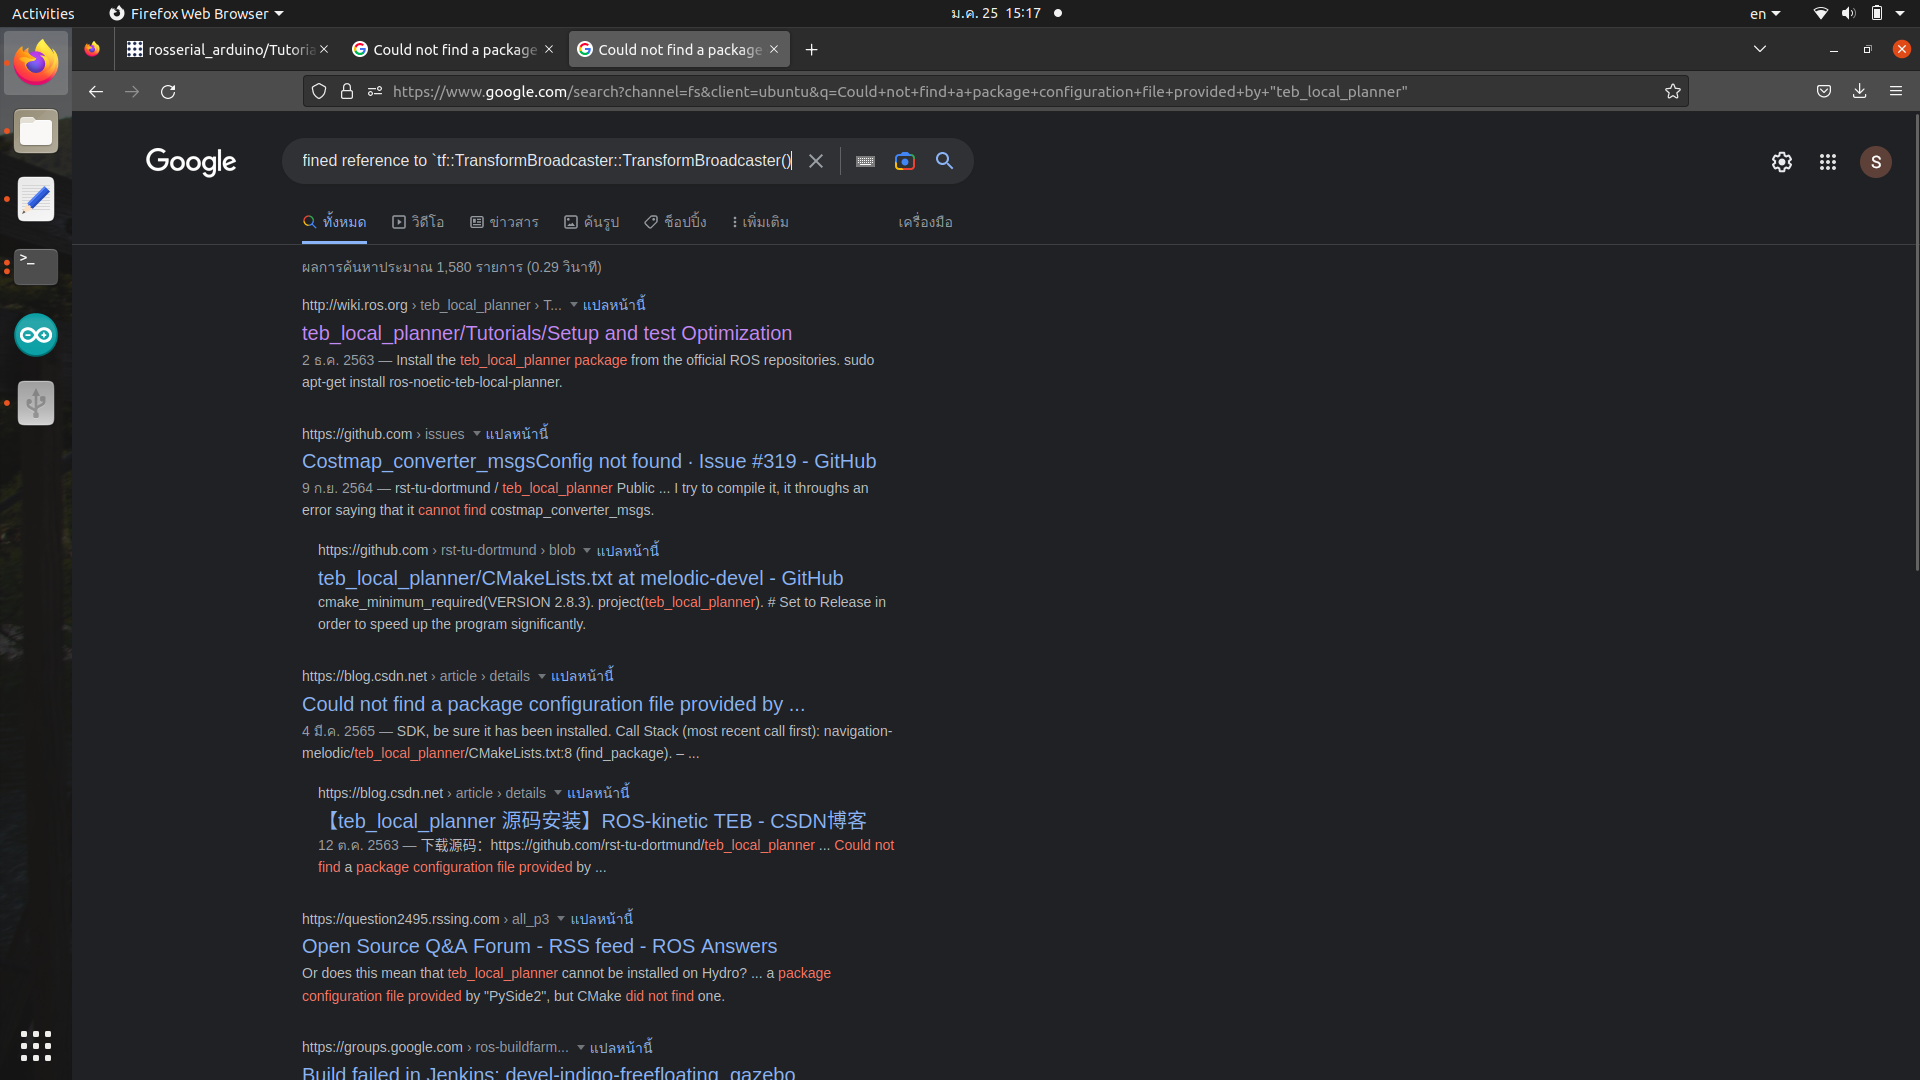 Activities
Firefox Web Browser
ม.ค. 25 15:17
en
rosserial_arduino/Tutoria
Could not find a package
Could not find a package
https://www.google.com/search?channel=fs&client=ubuntu&q=Could+not+find+a+package+configuration+file+provided+by+"teb_local_planner"
Google
fined reference to `tf::TransformBroadcaster::TransformBroadcaster()
S
ทั้งหมด
วิดีโอ
ข่าวสาร
ค้นรูป
ช็อปปิ้ง
เพิ่มเติม
เครื่องมือ
ผลการค้นหาประมาณ 1,580 รายการ (0.29 วินาที)
http://wiki.ros.org › teb_local_planner › T... แปลหน้านี้
teb_local_planner/Tutorials/Setup and test Optimization
2 ธ.ค. 2563 — Install the teb_local_planner package from the official ROS repositories. sudo
apt-get install ros-noetic-teb-local-planner.
https://github.com › issues แปลหน้านี้
Costmap_converter_msgsConfig not found · Issue #319 - GitHub
9 ก.ย. 2564 — rst-tu-dortmund / teb_local_planner Public ... I try to compile it, it throughs an
error saying that it cannot find costmap_converter_msgs.
https://github.com › rst-tu-dortmund › blob แปลหน้านี้
teb_local_planner/CMakeLists.txt at melodic-devel - GitHub
cmake_minimum_required(VERSION 2.8.3). project(teb_local_planner). # Set to Release in
order to speed up the program significantly.
https://blog.csdn.net › article › details แปลหน้านี้
Could not find a package configuration file provided by ...
4 มี.ค. 2565 — SDK, be sure it has been installed. Call Stack (most recent call first): navigation-
melodic/teb_local_planner/CMakeLists.txt:8 (find_package). – ...
https://blog.csdn.net › article › details แปลหน้านี้
【teb_local_planner 源码安装】ROS-kinetic TEB - CSDN博客
12 ต.ค. 2563 — 下载源码：https://github.com/rst-tu-dortmund/teb_local_planner ... Could not
find a package configuration file provided by ...
https://question2495.rssing.com › all_p3 แปลหน้านี้
Open Source Q&A Forum - RSS feed - ROS Answers
Or does this mean that teb_local_planner cannot be installed on Hydro? ... a package
configuration file provided by "PySide2", but CMake did not find one.
https://groups.google.com › ros-buildfarm... แปลหน้านี้
Build failed in Jenkins: devel-indigo-freefloating_gazebo